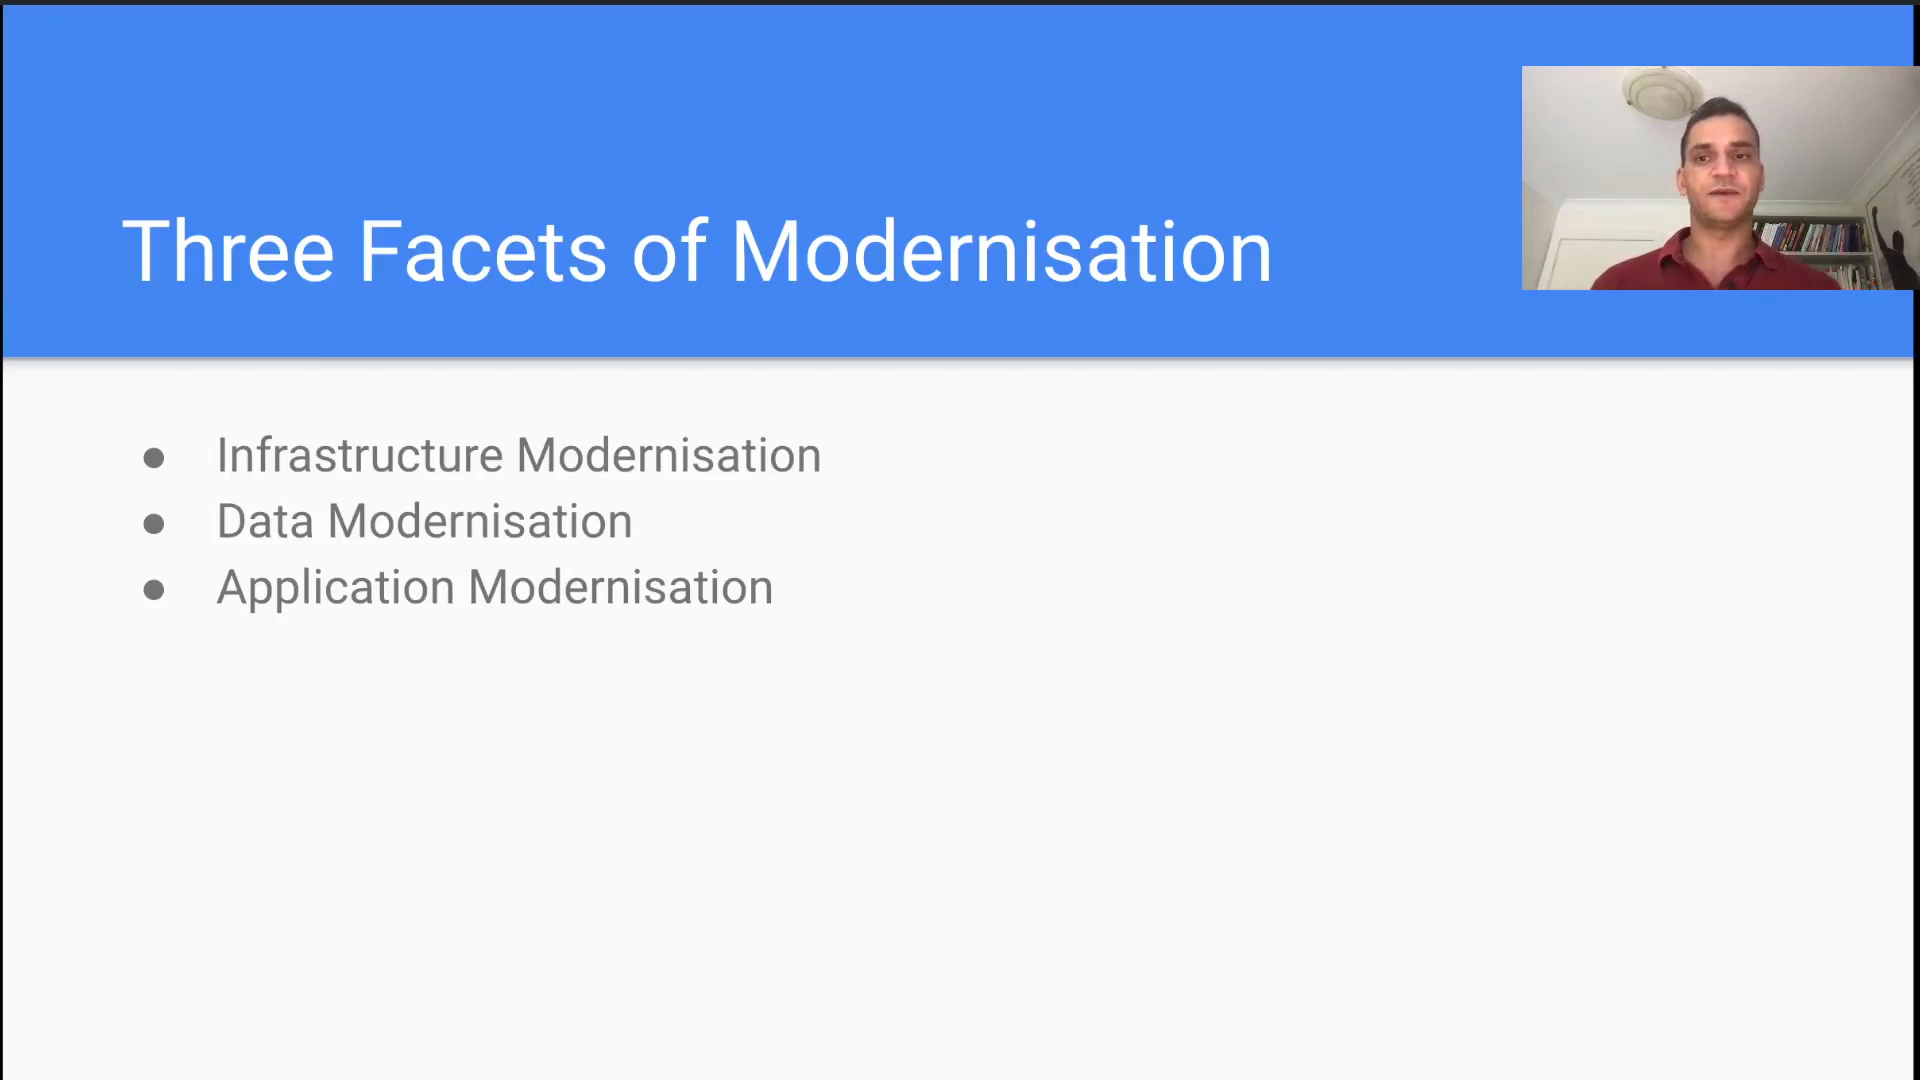 Three Facets of Modernisation
Infrastructure Modernisation
Data Modernisation
Application Modernisation